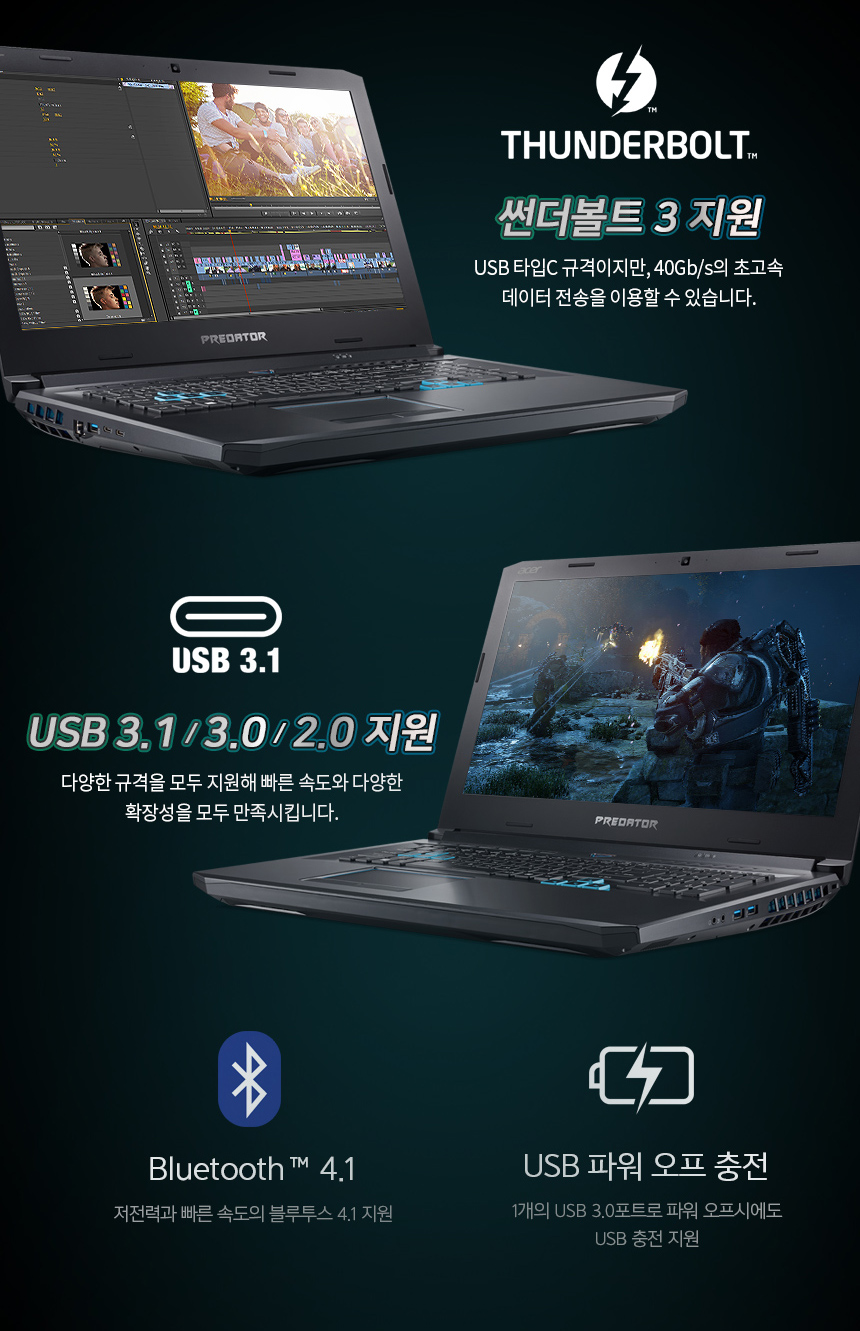 THUNDERBOLT™
썬더볼트 3 지원
USB 타입C 규격이지만, 40Gb/s의 초고속
데이터 전송을 이용할 수 있습니다.
PREDATOR
acer
USB 3.1
USB 3.1 / 3.0 / 2.0 지원
다양한 규격을 모두 지원해 빠른 속도와 다양한
확장성을 모두 만족시킵니다.
PREDATOR
Bluetooth™ 4.1
저전력과 빠른 속도의 블루투스 4.1 지원
USB 파워 오프 충전
1개의 USB 3.0포트로 파워 오프시에도
USB 충전 지원